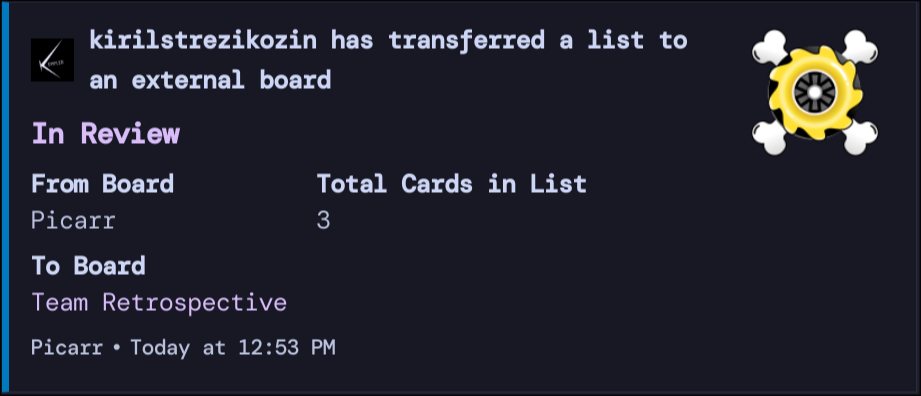 kirilstrezikozin has transferred a list to
an external board
In Review
From Board
Total Cards in List
Picarr
3
To Board
Team Retrospective
Picarr • Today at 12:53 PM